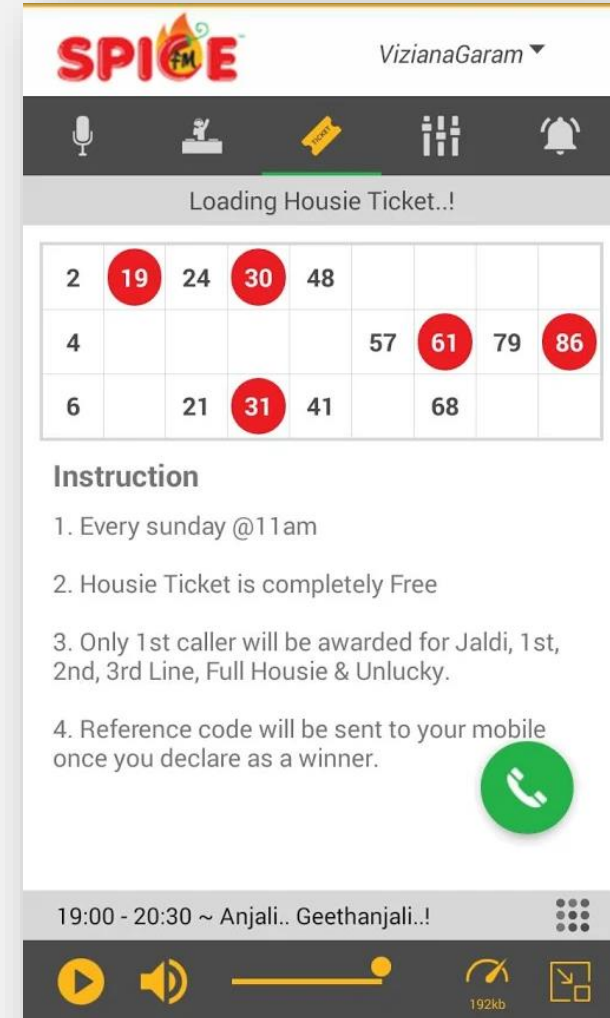 SPICE FM
VizianaGaram
TICKET
Loading Housie Ticket..!
2 19 24 30 48
4 57 61 79 86
6 21 31 41 68
Instruction
1. Every sunday @11am
2. Housie Ticket is completely Free
3. Only 1st caller will be awarded for Jaldi, 1st,
2nd, 3rd Line, Full Housie & Unlucky.
4. Reference code will be sent to your mobile
once you declare as a winner.
19:00 - 20:30 ~ Anjali.. Geethanjali..!
192kb